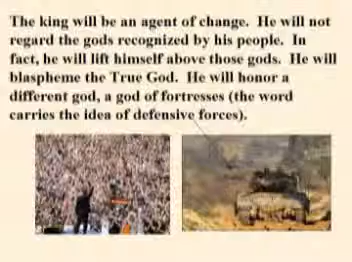 The king will be an agent of change. He will not
regard the gods recognized by his people. In
fact, he will lift himself above those gods. He will
blaspheme the True God. He will honor a
different god, a god of fortresses (the word
carries the idea of defensive forces).